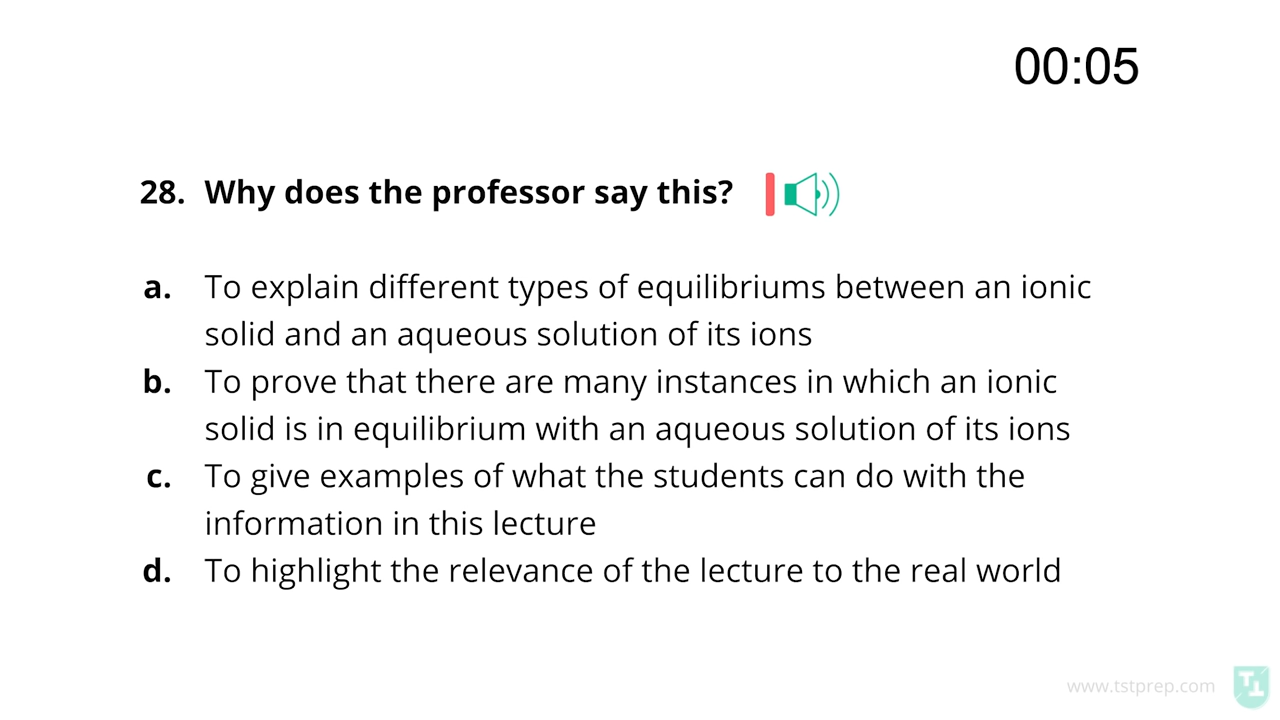 00:05
28. Why does the professor say this?
a. To explain different types of equilibriums between an ionic
solid and an aqueous solution of its ions
b. To prove that there are many instances in which an ionic
solid is in equilibrium with an aqueous solution of its ions
c. To give examples of what the students can do with the
information in this lecture
d. To highlight the relevance of the lecture to the real world
www.tstprep.com